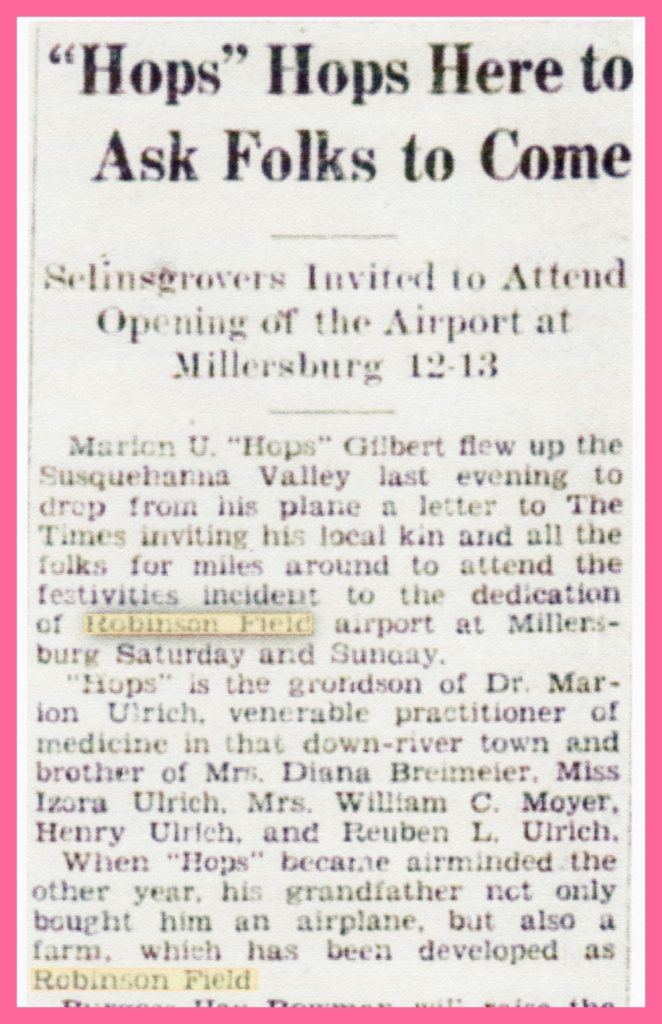 “Hops” Hops Here to
Ask Folks to Come
Selinsgrovers Invited to Attend
Opening of the Airport at
Millersburg 12-13
Marion U. “Hops” Gilbert flew up the
Susquehanna Valley last evening to
drop from his plane a letter to The
Times inviting his local kin and all the
folks for miles around to attend the
festivities incident to the dedication
of Robinson Field airport at Millers-
burg Saturday and Sunday.
“Hops” is the grondson of Dr. Mar-
ion Ulrich, venerable practitioner of
medicine in that down-river town and
brother of Mrs. Diana Breimeier, Miss
Izora Ulrich, Mrs. William C. Moyer,
Henry Ulrich, and Reuben L. Ulrich.
When “Hops” became airminded the
other year, his grandfather not only
bought him an airplane, but also a
farm, which has been developed as
Robinson Field
Bowman will raise the